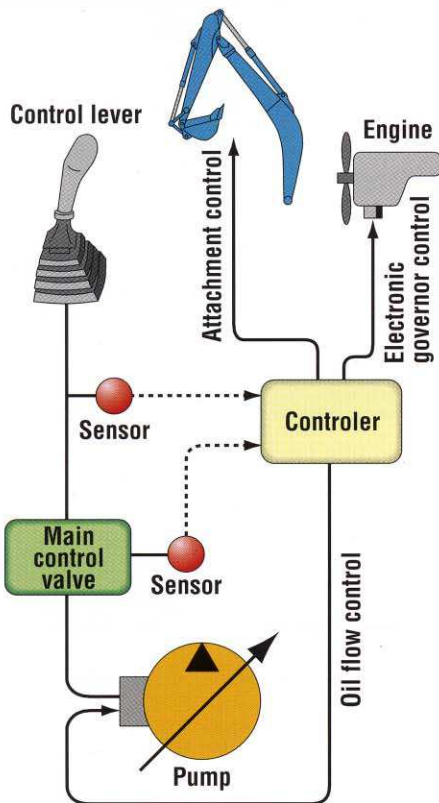 Control lever
Engine
Attachment control
Electronic
governor control
Sensor
Controler
Main
control
valve
Sensor
Oil flow control
Pump